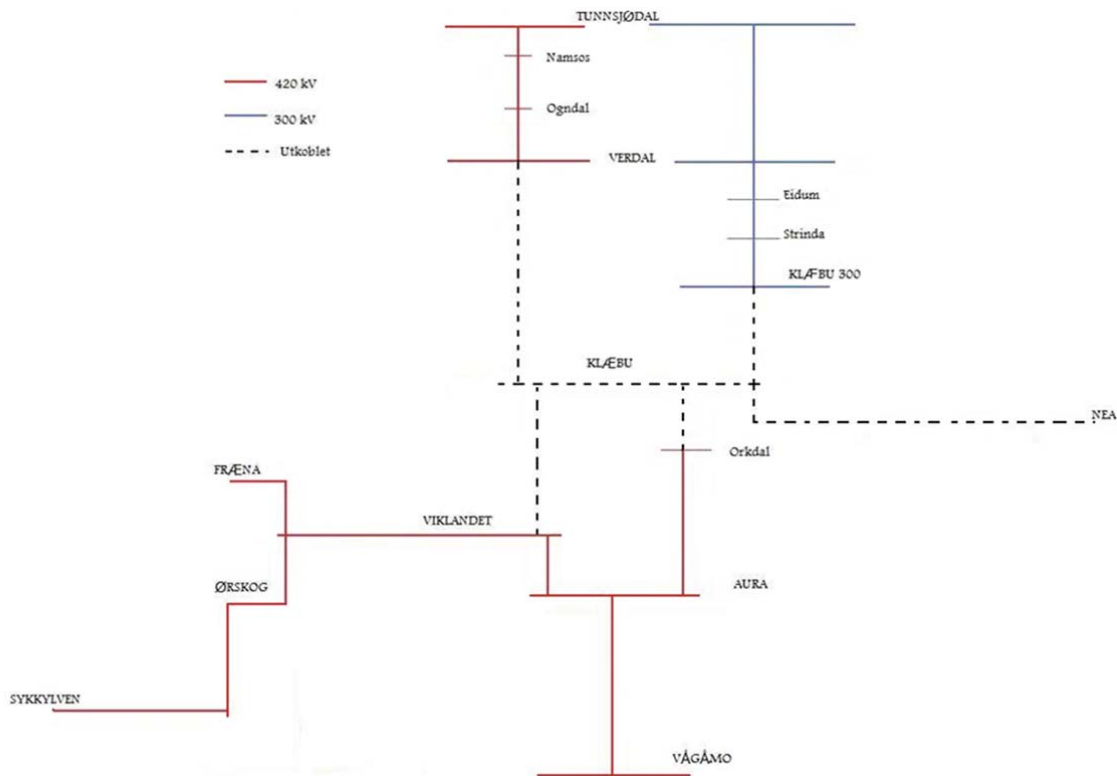 TUNNSJØDAL
Namsos
420 kV
Ogndal
300 kV
Utkoblet
VERDAL
Eidum
Strinda
KLÆBU 300
KLÆBU
NEA
Orkdal
FRÆNA
VIKLANDET
ØRSKOG
AURA
SYKKYLVEN
VÅGÅMO